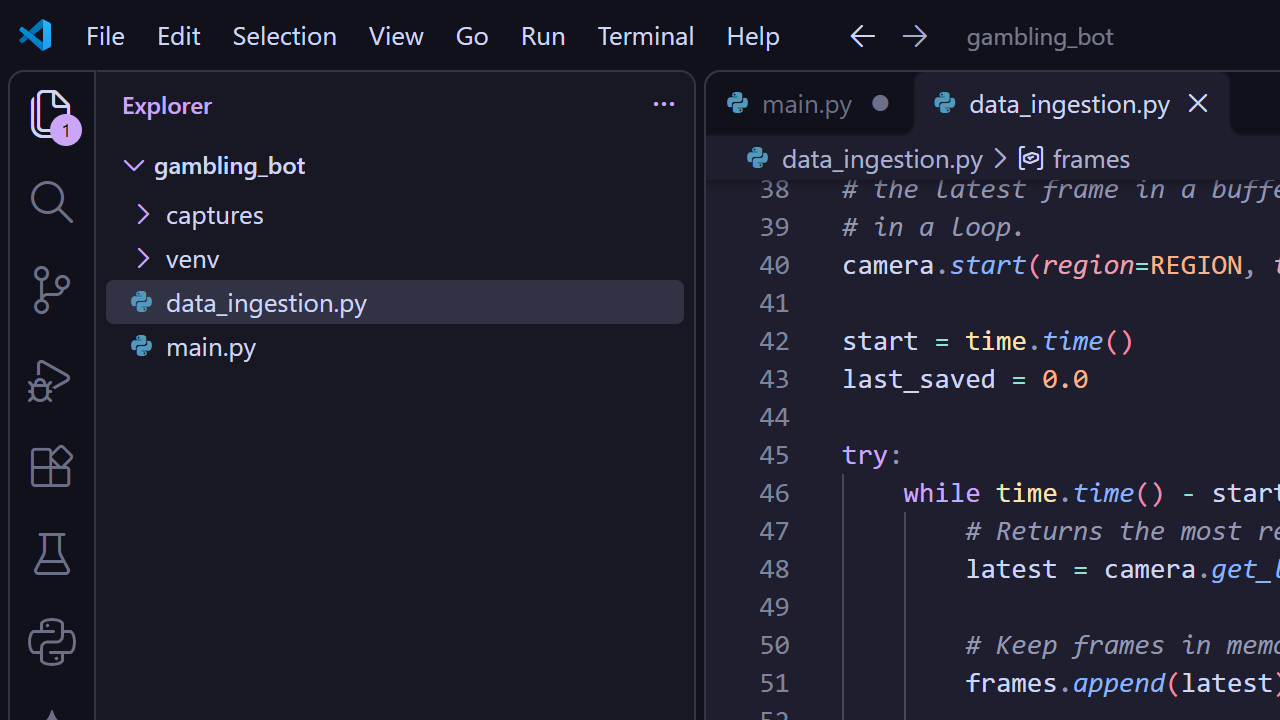 File Edit Selection View Go Run Terminal Help gambling_bot
Explorer
1
gambling_bot
captures
venv
data_ingestion.py
main.py
main.py data_ingestion.py
data_ingestion.py frames
38 # the latest frame in a buffe
39 # in a loop.
40 camera.start(region=REGION, t
41
42 start = time.time()
43 last_saved = 0.0
44
45 try:
46 while time.time() - start
47 # Returns the most re
48 latest = camera.get_l
49
50 # Keep frames in memo
51 frames.append(latest)
52